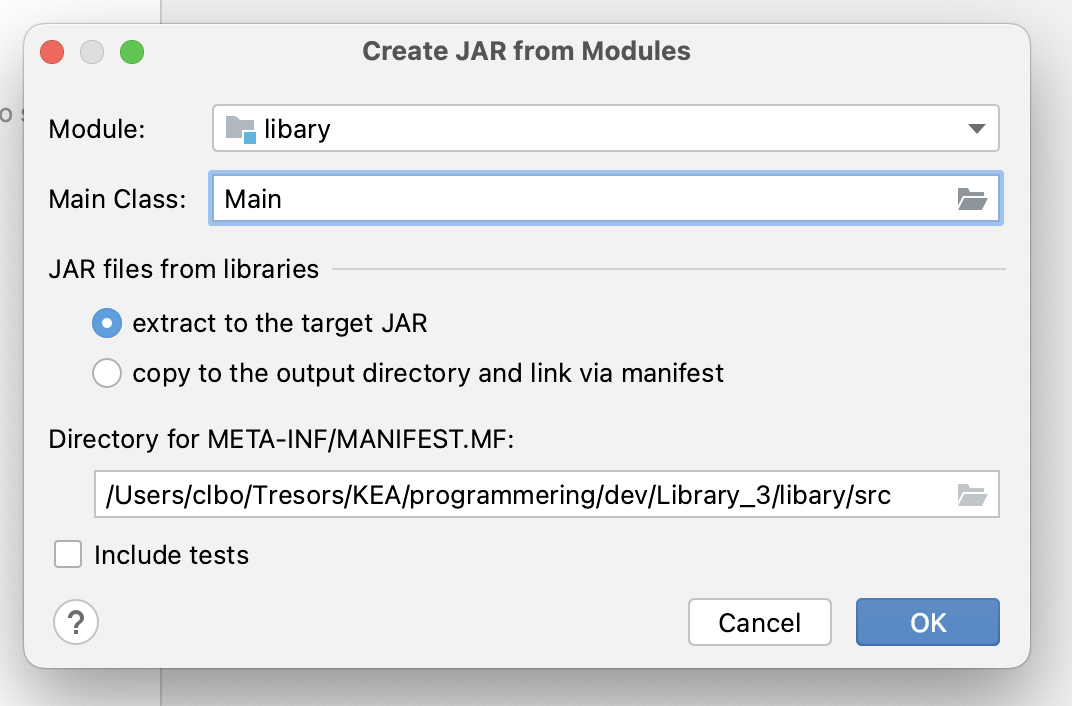 Create JAR from Modules
Module: libary
Main Class: Main
JAR files from libraries
extract to the target JAR
copy to the output directory and link via manifest
Directory for META-INF/MANIFEST.MF:
/Users/clbo/Tresors/KEA/programmering/dev/Library_3/libary/src
Include tests
? Cancel OK